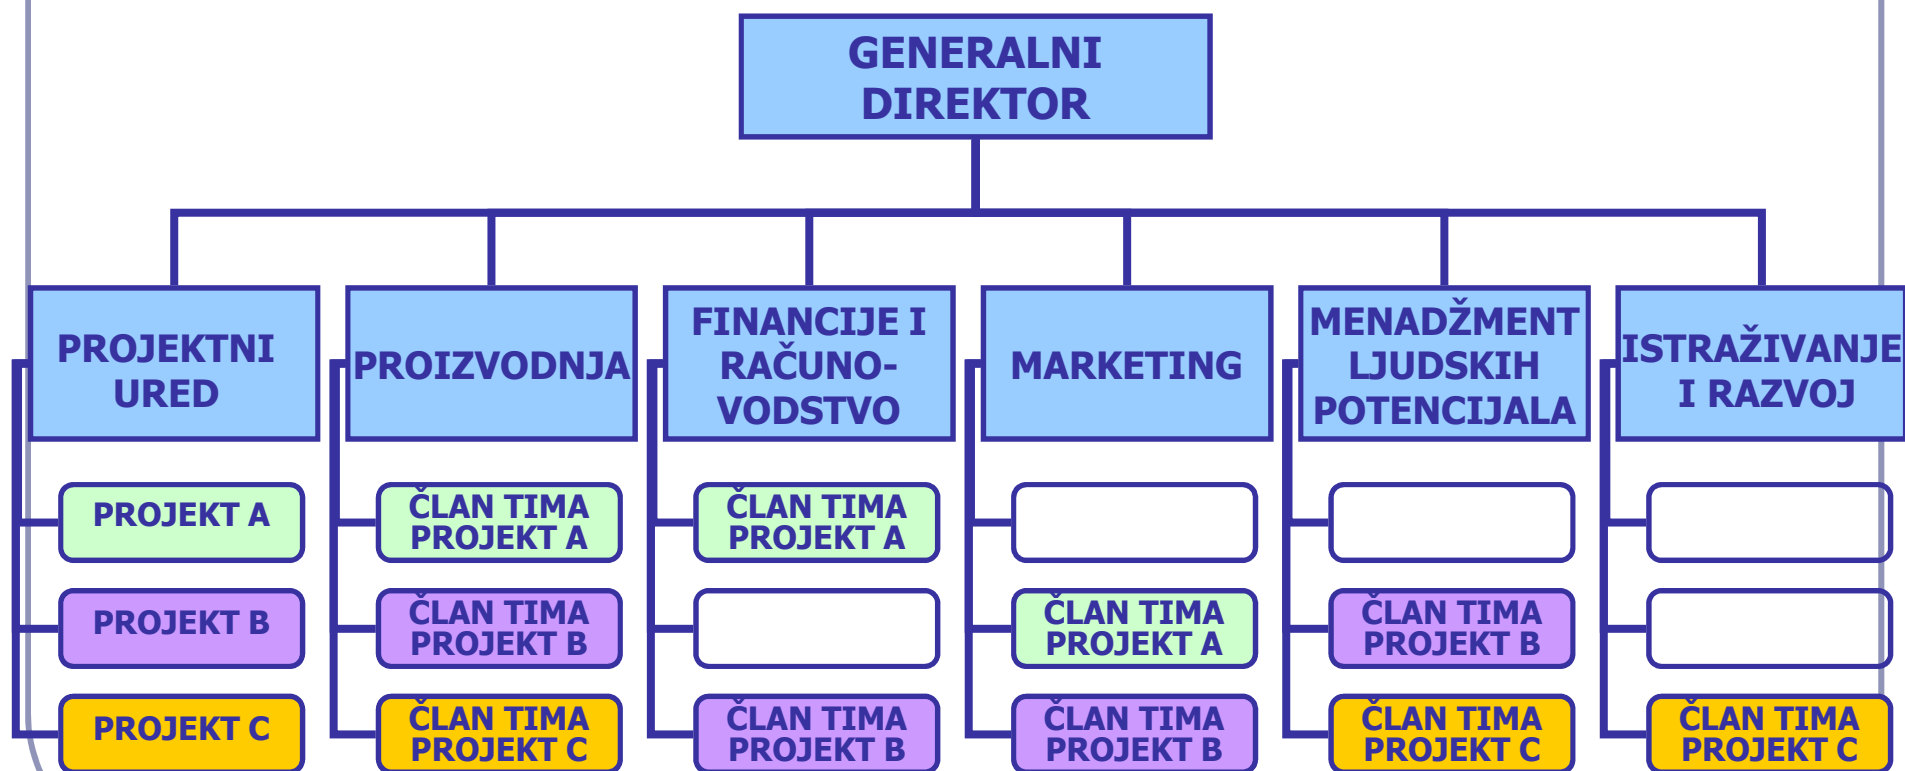 GENERALNI
DIREKTOR
PROJEKTNI
URED
PROIZVODNJA
FINANCIJE I
RAČUNO-
VODSTVO
MARKETING
MENADŽMENT
LJUDSKIH
POTENCIJALA
ISTRAŽIVANJE
I RAZVOJ
PROJEKT A
ČLAN TIMA
PROJEKT A
ČLAN TIMA
PROJEKT A
PROJEKT B
ČLAN TIMA
PROJEKT B
ČLAN TIMA
PROJEKT A
ČLAN TIMA
PROJEKT B
PROJEKT C
ČLAN TIMA
PROJEKT C
ČLAN TIMA
PROJEKT B
ČLAN TIMA
PROJEKT B
ČLAN TIMA
PROJEKT C
ČLAN TIMA
PROJEKT C